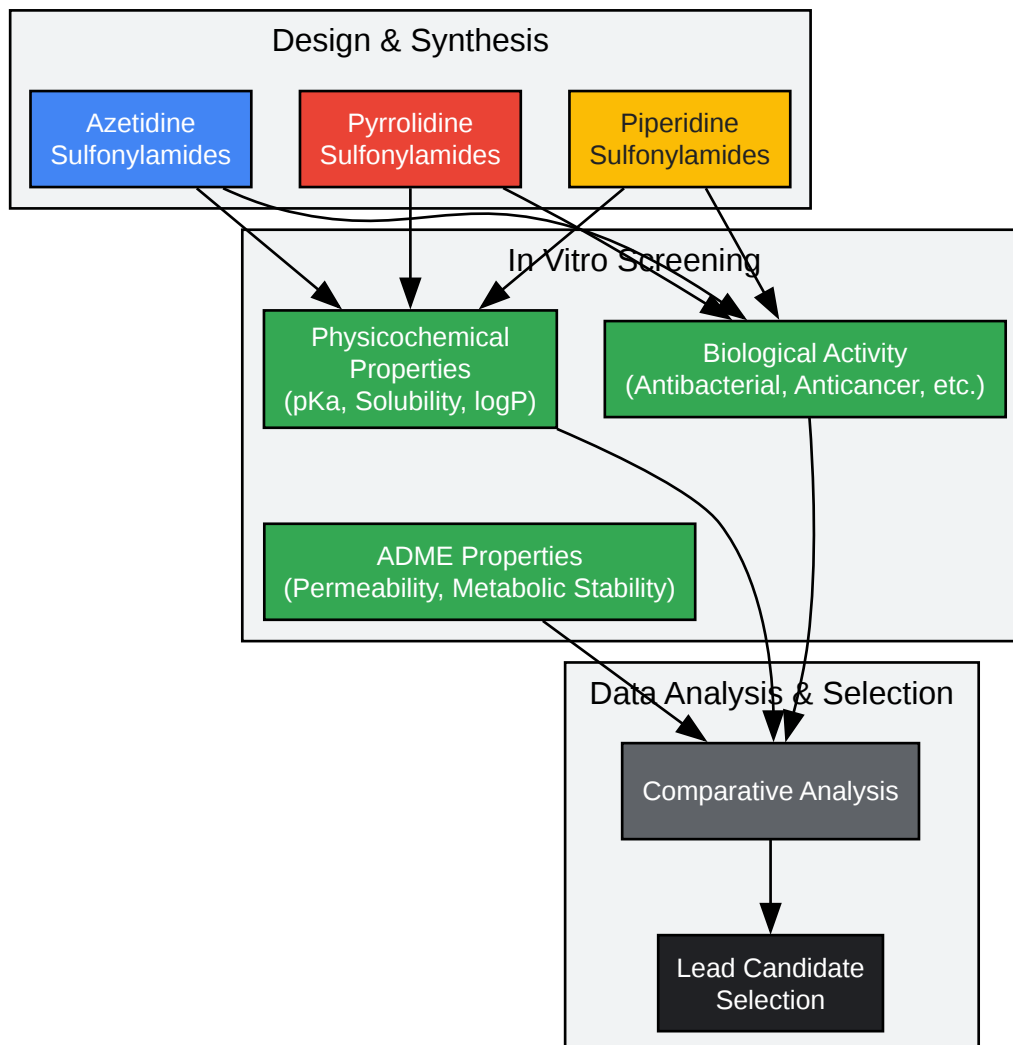 Design & Synthesis
Azetidine
Sulfonylamides
Pyrrolidine
Sulfonylamides
Piperidine
Sulfonylamides
In Vitro Screening
Physicochemical
Properties
(pKa, Solubility, logP)
Biological Activity
(Antibacterial, Anticancer, etc.)
ADME Properties
(Permeability, Metabolic Stability)
Data Analysis & Selection
Comparative Analysis
Lead Candidate
Selection